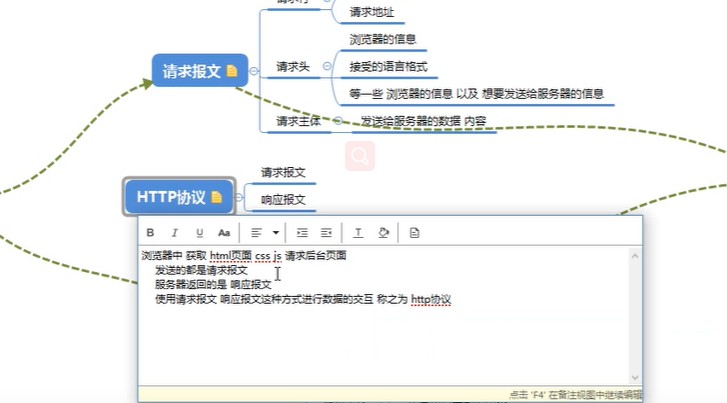 请求行
请求地址
浏览器的信息
请求报文
请求头
接受的语言格式
等一些 浏览器的信息 以及 想要发送给服务器的信息
请求主体
发送给服务器的数据 内容
HTTP协议
请求报文
响应报文
B I U Aa T
浏览器中 获取 html页面 css js 请求后台页面
发送的都是请求报文
服务器返回的是 响应报文
使用请求报文 响应报文这种方式进行数据的交互 称之为 http协议
点击 'F4' 在备注视图中继续编辑